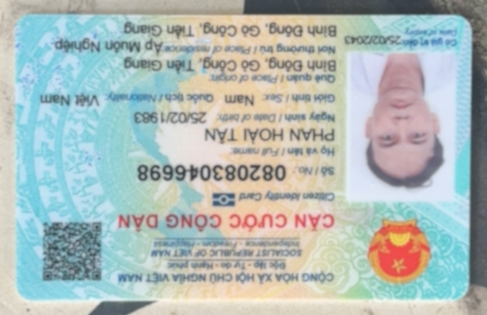 CỘNG HÒA XÃ HỘI CHỦ NGHĨA VIỆT NAM
Độc lập - Tự do - Hạnh phúc
SOCIALIST REPUBLIC OF VIET NAM
Independence - Freedom - Happiness
CĂN CƯỚC CÔNG DÂN
Citizen Identity Card
Số / No.: 082083046698
Họ và tên / Full name:
PHAN HOÀI TÂN
Ngày sinh / Date of birth: 25/02/1983
Giới tính / Sex: Nam Quốc tịch / Nationality: Việt Nam
Quê quán / Place of origin:
Bình Đông, Gò Công, Tiền Giang
Nơi thường trú / Place of residence: Ấp Muôn Nghiệp
Bình Đông, Gò Công, Tiền Giang
Có giá trị đến: 25/02/2043
Date of expiry